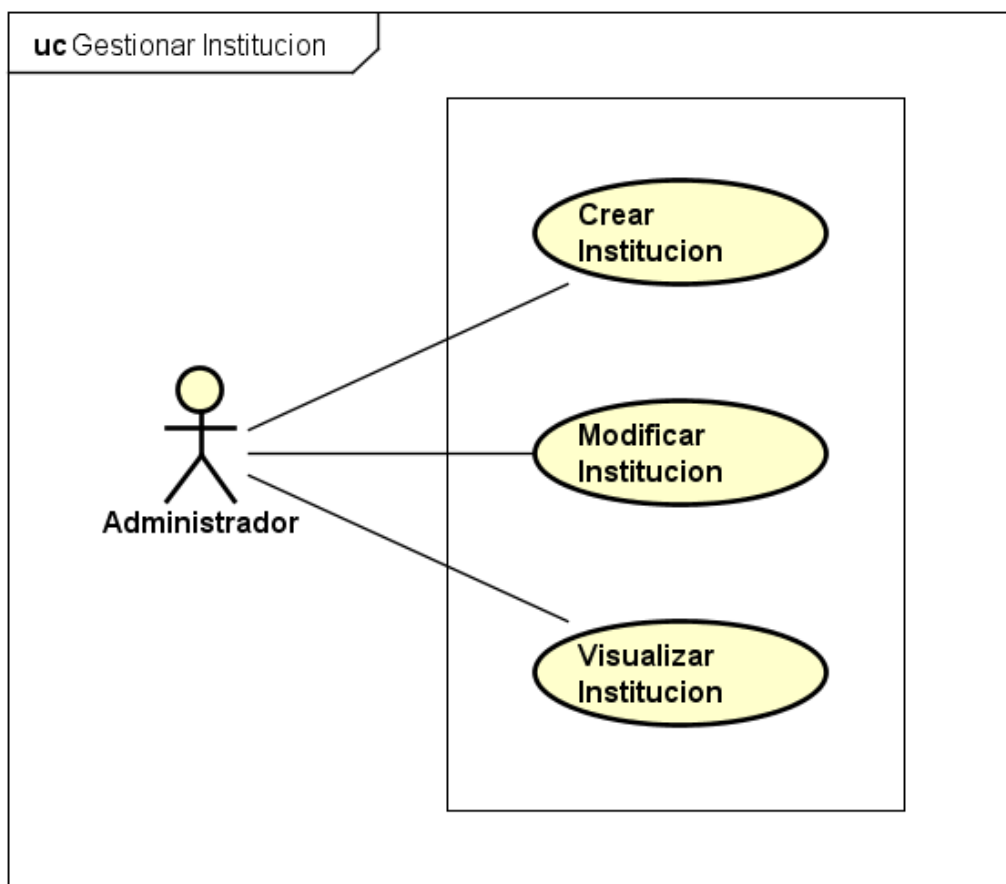 uc Gestionar Institucion
Crear
Institucion
Modificar
Institucion
Administrador
Visualizar
Institucion